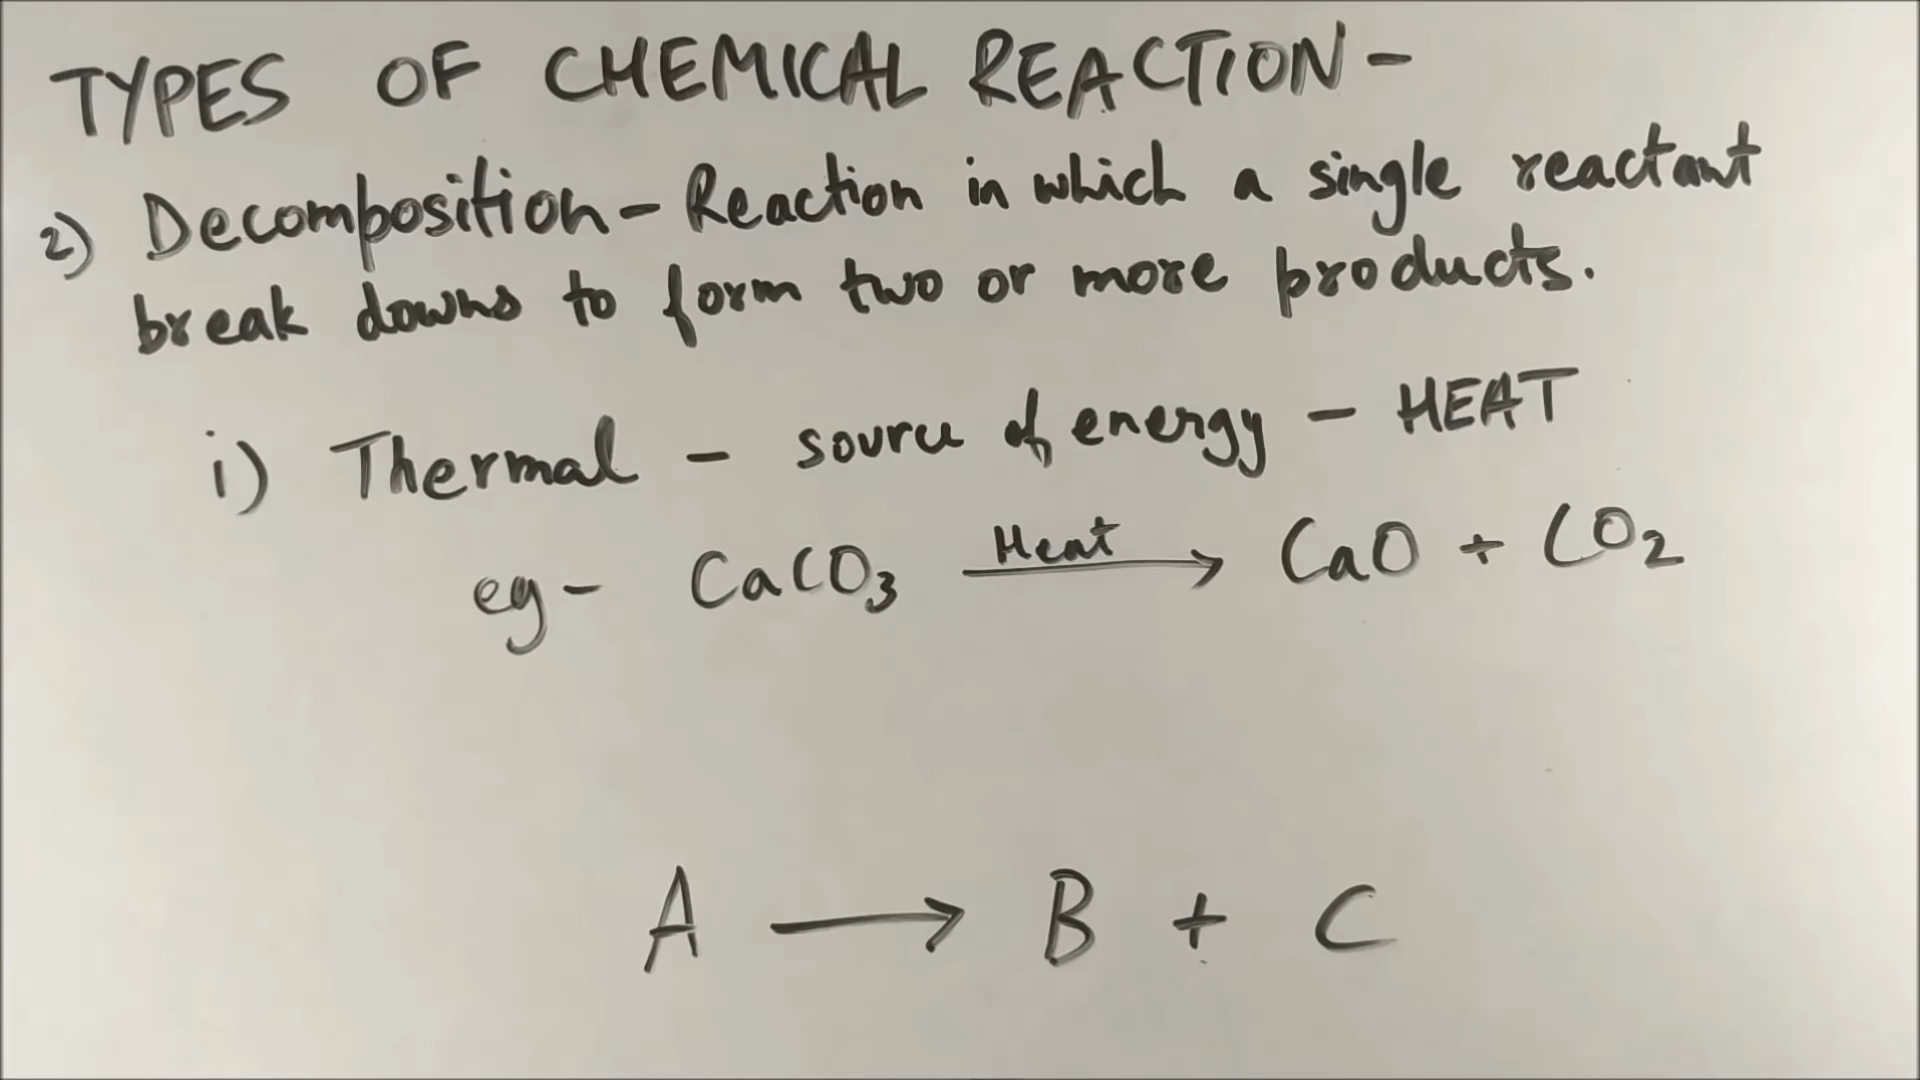 TYPES OF CHEMICAL REACTION -
2) Decomposition - Reaction in which a single reactant
break downs to form two or more products.
i) Thermal - source of energy - HEAT
eg - CaCO₃ Heat → CaO + CO₂
A → B + C